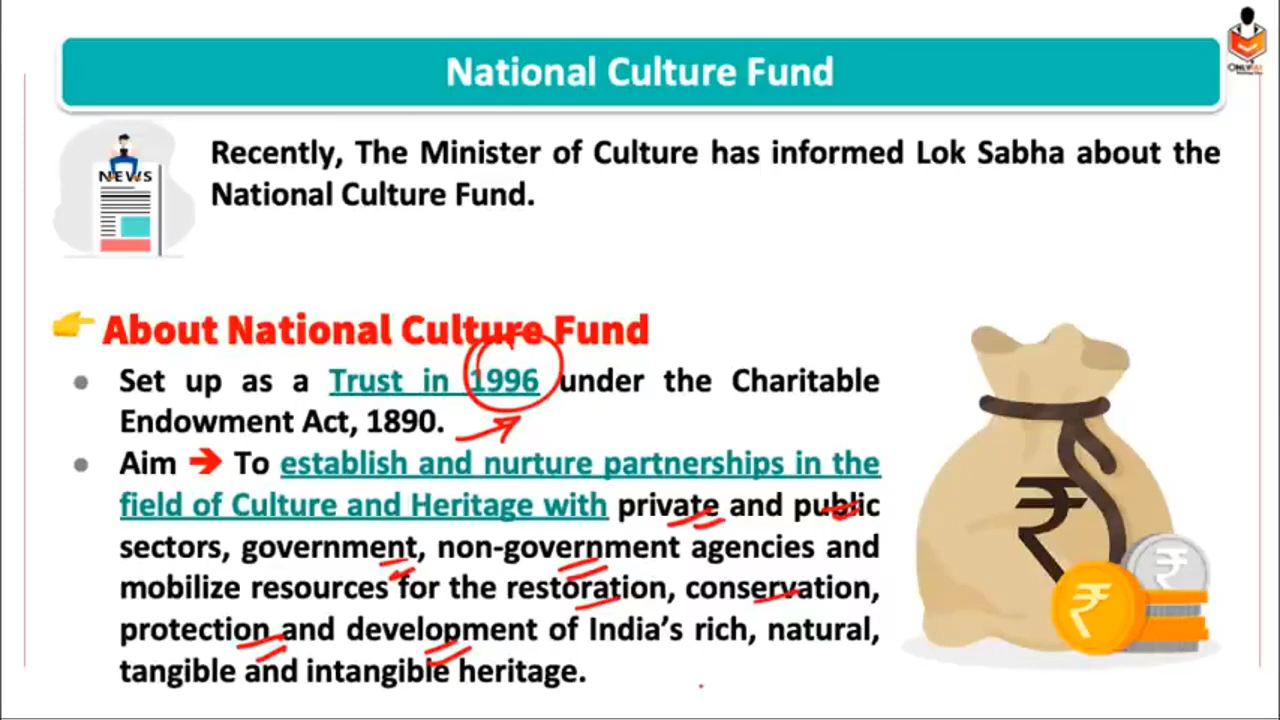 National Culture Fund
Recently, The Minister of Culture has informed Lok Sabha about the
National Culture Fund.
NEWS
About National Culture Fund
Set up as a Trust in 1996 under the Charitable
Endowment Act, 1890.
Aim ➔ To establish and nurture partnerships in the
field of Culture and Heritage with private and public
sectors, government, non-government agencies and
mobilize resources for the restoration, conservation,
protection and development of India's rich, natural,
tangible and intangible heritage.
₹
₹
₹